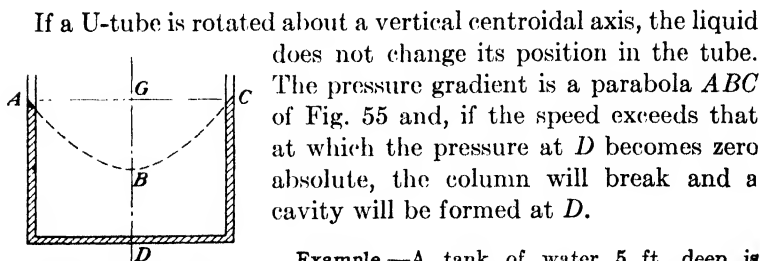 If a U-tube is rotated about a vertical centroidal axis, the liquid
does not change its position in the tube.
The pressure gradient is a parabola ABC
of Fig. 55 and, if the speed exceeds that
at which the pressure at D becomes zero
absolute, the column will break and a
cavity will be formed at D.
A
G
C
B
D
Example.—A tank of water 5 ft. deep is